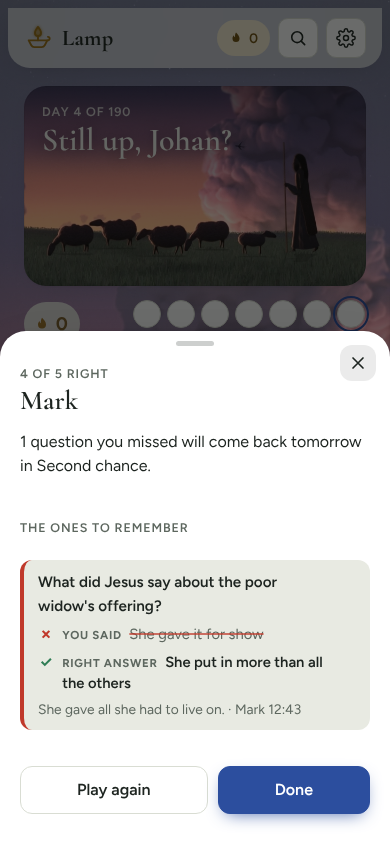 Lamp
0
DAY 4 OF 190
Still up, Johan?
0
4 OF 5 RIGHT
Mark
1 question you missed will come back tomorrow
in Second chance.
THE ONES TO REMEMBER
What did Jesus say about the poor
widow's offering?
YOU SAID She gave it for show
RIGHT ANSWER She put in more than all
the others
She gave all she had to live on. · Mark 12:43
Play again
Done